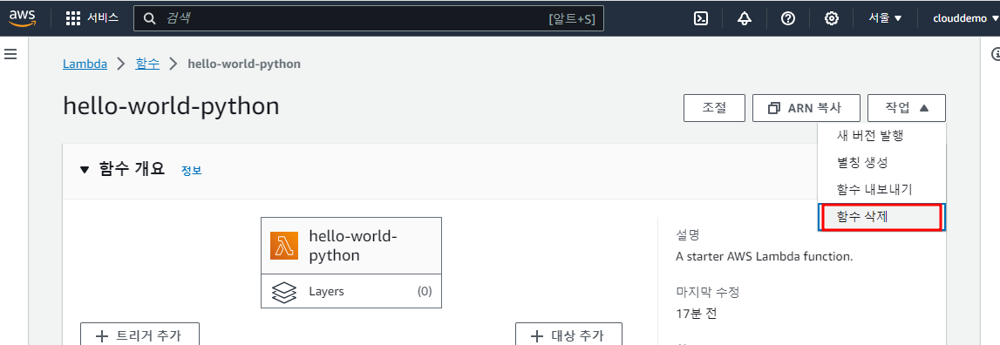 aws 서비스 검색 [알트+S] 서울 ▼ clouddemo ▼
Lambda > 함수 > hello-world-python
hello-world-python
조절 ARN 복사 작업 ▲
새 버전 발행
별칭 생성
함수 내보내기
함수 삭제
▼ 함수 개요 정보
hello-world-
python
Layers (0)
+ 트리거 추가
+ 대상 추가
설명
A starter AWS Lambda function.
마지막 수정
17분 전